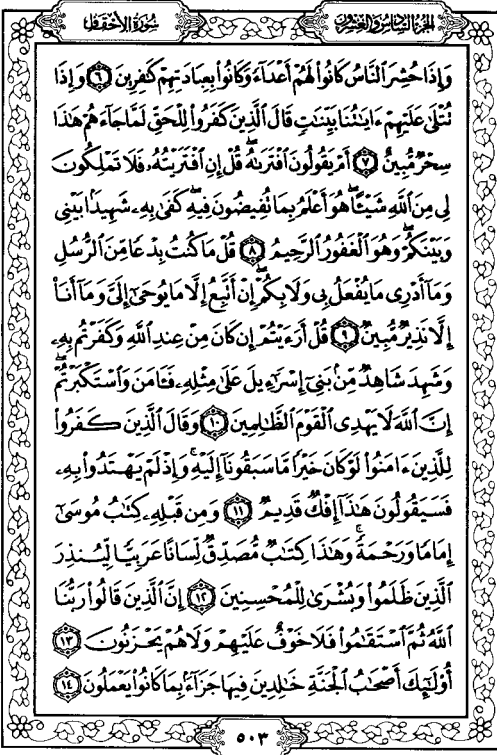 الجزء السادس والعشرون
سورة الأحقاف
وَإِذَا حُشِرَ ٱلنَّاسُ كَانُوا۟ لَهُمْ أَعْدَآءً وَكَانُوا۟ بِعِبَادَتِهِمْ كَٰفِرِينَ ٦ وَإِذَا
تُتْلَىٰ عَلَيْهِمْ ءَايَٰتُنَا بَيِّنَٰتٍ قَالَ ٱلَّذِينَ كَفَرُوا۟ لِلْحَقِّ لَمَّا جَآءَهُمْ هَٰذَا
سِحْرٌ مُّبِينٌ ٧ أَمْ يَقُولُونَ ٱفْتَرَىٰهُ ۖ قُلْ إِنِ ٱفْتَرَيْتُهُۥ فَلَا تَمْلِكُونَ
لِى مِنَ ٱللَّهِ شَيْـًٔا ۖ هُوَ أَعْلَمُ بِمَا تُفِيضُونَ فِيهِ ۖ كَفَىٰ بِهِۦ شَهِيدًۢا بَيْنِى
وَبَيْنَكُمْ ۖ وَهُوَ ٱلْغَفُورُ ٱلرَّحِيمُ ٨ قُلْ مَا كُنتُ بِدْعًا مِّنَ ٱلرُّسُلِ
وَمَآ أَدْرِى مَا يُفْعَلُ بِى وَلَا بِكُمْ ۖ إِنْ أَتَّبِعُ إِلَّا مَا يُوحَىٰٓ إِلَىَّ وَمَآ أَنَا۠
إِلَّا نَذِيرٌ مُّبِينٌ ٩ قُلْ أَرَءَيْتُمْ إِن كَانَ مِنْ عِندِ ٱللَّهِ وَكَفَرْتُم بِهِۦ
وَشَهِدَ شَاهِدٌ مِّنۢ بَنِىٓ إِسْرَٰٓءِيلَ عَلَىٰ مِثْلِهِۦ فَـَٔامَنَ وَٱسْتَكْبَرْتُمْ ۖ
إِنَّ ٱللَّهَ لَا يَهْدِى ٱلْقَوْمَ ٱلظَّٰلِمِينَ ١٠ وَقَالَ ٱلَّذِينَ كَفَرُوا۟
لِلَّذِينَ ءَامَنُوا۟ لَوْ كَانَ خَيْرًا مَّا سَبَقُونَآ إِلَيْهِ ۚ وَإِذْ لَمْ يَهْتَدُوا۟ بِهِۦ
فَسَيَقُولُونَ هَٰذَآ إِفْكٌ قَدِيمٌ ١١ وَمِن قَبْلِهِۦ كِتَٰبُ مُوسَىٰٓ
إِمَامًا وَرَحْمَةً ۚ وَهَٰذَا كِتَٰبٌ مُّصَدِّقٌ لِّسَانًا عَرَبِيًّا لِّيُنذِرَ
ٱلَّذِينَ ظَلَمُوا۟ وَبُشْرَىٰ لِلْمُحْسِنِينَ ١٢ إِنَّ ٱلَّذِينَ قَالُوا۟ رَبُّنَا
ٱللَّهُ ثُمَّ ٱسْتَقَٰمُوا۟ فَلَا خَوْفٌ عَلَيْهِمْ وَلَا هُمْ يَحْزَنُونَ ١٣
أُو۟لَٰٓئِكَ أَصْحَٰبُ ٱلْجَنَّةِ خَٰلِدِينَ فِيهَا جَزَآءًۢ بِمَا كَانُوا۟ يَعْمَلُونَ ١٤
٥٠٣